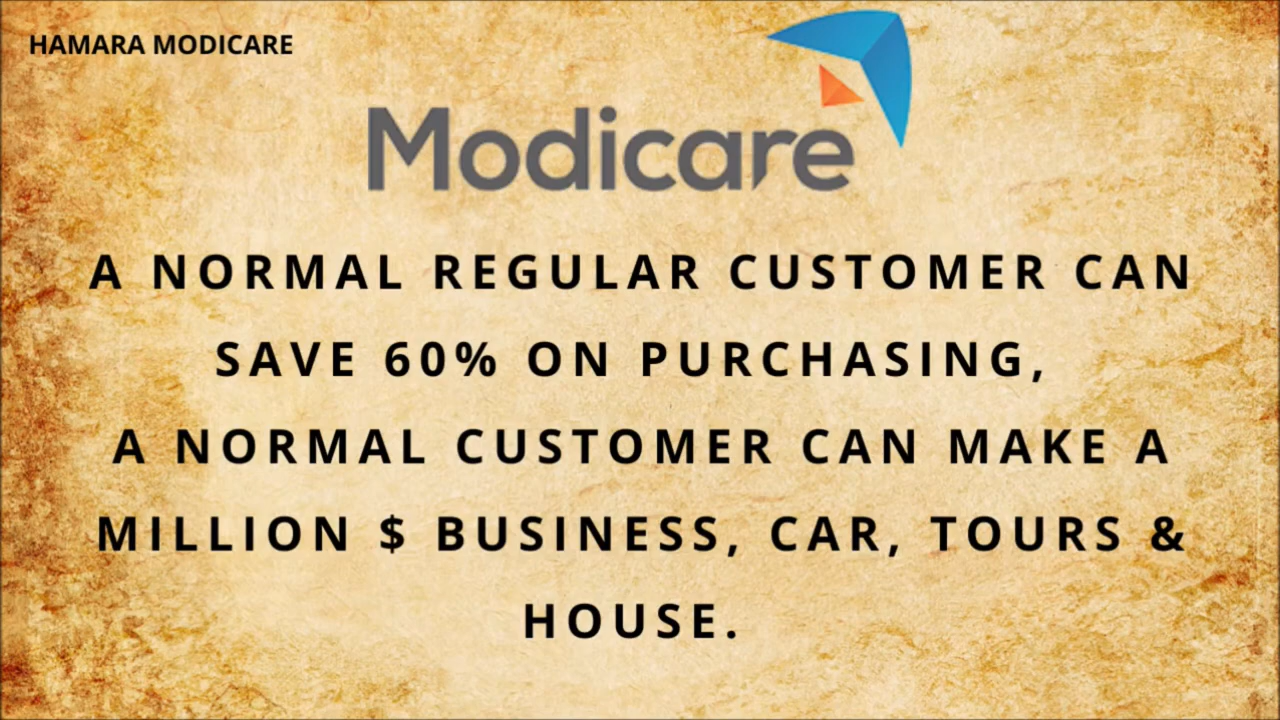 HAMARA MODICARE
Modicare
A NORMAL REGULAR CUSTOMER CAN
SAVE 60% ON PURCHASING,
A NORMAL CUSTOMER CAN MAKE A
MILLION $ BUSINESS, CAR, TOURS &
HOUSE.